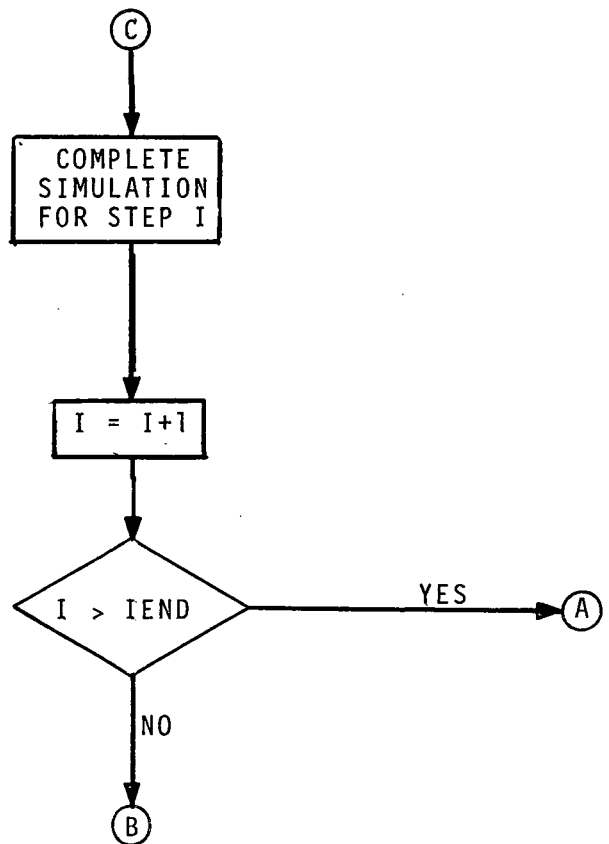 C
COMPLETE
SIMULATION
FOR STEP I
I = I+1
I > IEND
YES
A
NO
B